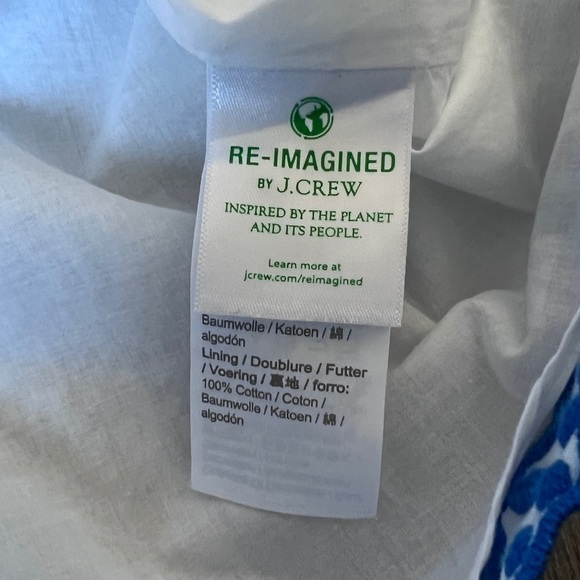 RE-IMAGINED
BY J.CREW
INSPIRED BY THE PLANET
AND ITS PEOPLE.
Learn more at
jcrew.com/reimagined
Baumwolle / Katoen / 綿 /
algodón
Lining / Doublure / Futter
/ Voering / 裏地 / forro:
100% Cotton / Coton /
Baumwolle / Katoen / 綿 /
algodón